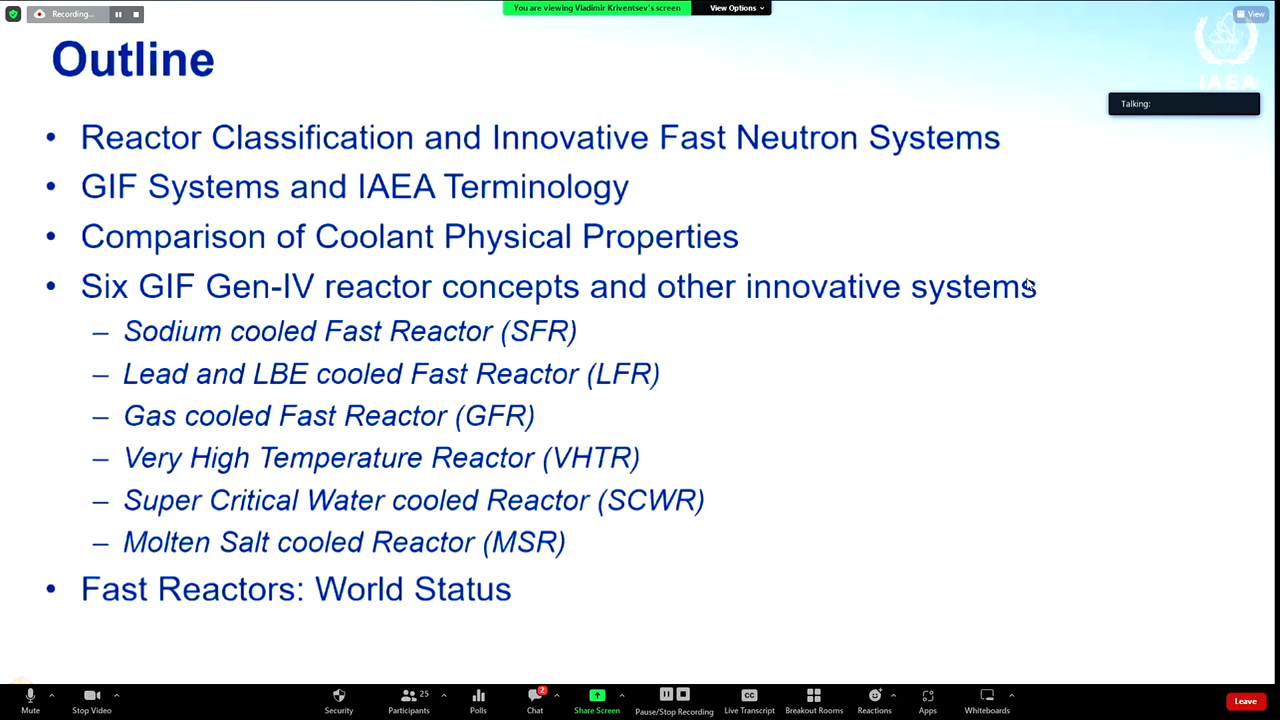 Recording...
You are viewing Vladimir Kriventsev's screen
View Options
View
Outline
IAEA
Talking:
• Reactor Classification and Innovative Fast Neutron Systems
• GIF Systems and IAEA Terminology
• Comparison of Coolant Physical Properties
• Six GIF Gen-IV reactor concepts and other innovative systems
– Sodium cooled Fast Reactor (SFR)
– Lead and LBE cooled Fast Reactor (LFR)
– Gas cooled Fast Reactor (GFR)
– Very High Temperature Reactor (VHTR)
– Super Critical Water cooled Reactor (SCWR)
– Molten Salt cooled Reactor (MSR)
• Fast Reactors: World Status
Mute
Stop Video
Security
25
Participants
Polls
2
Chat
Share Screen
Pause/Stop Recording
CC
Live Transcript
Breakout Rooms
Reactions
Apps
Whiteboards
Leave